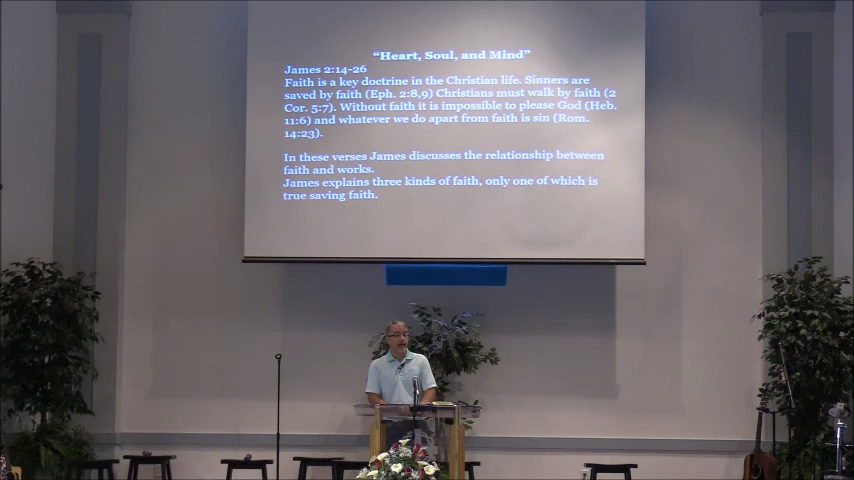 “Heart, Soul, and Mind”
James 2:14-26
Faith is a key doctrine in the Christian life. Sinners are
saved by faith (Eph. 2:8,9) Christians must walk by faith (2
Cor. 5:7). Without faith it is impossible to please God (Heb.
11:6) and whatever we do apart from faith is sin (Rom.
14:23).
In these verses James discusses the relationship between
faith and works.
James explains three kinds of faith, only one of which is
true saving faith.